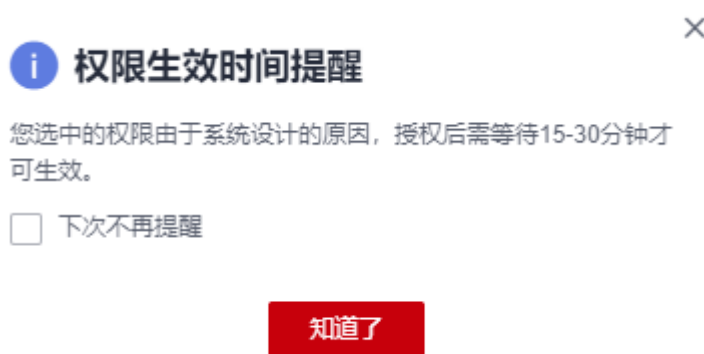 权限生效时间提醒
您选中的权限由于系统设计的原因，授权后需等待15-30分钟才
可生效。
下次不再提醒
知道了